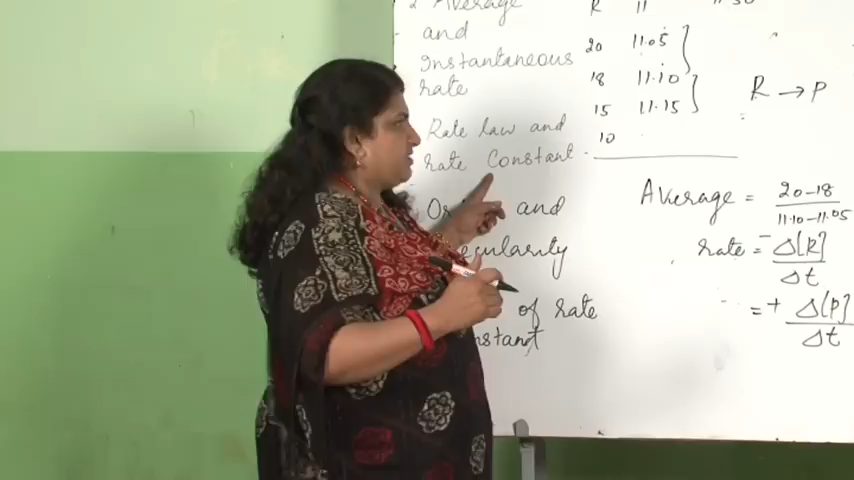 2 Average
and
Instantaneous
rate
Rate law and
rate Constant
and
of rate
R 11
20 11.05
18 11.10
15 11.15
10
R → P
Average = 20-18
11.10-11.05
rate = - Δ[R]
Δt
= + Δ[P]
Δt